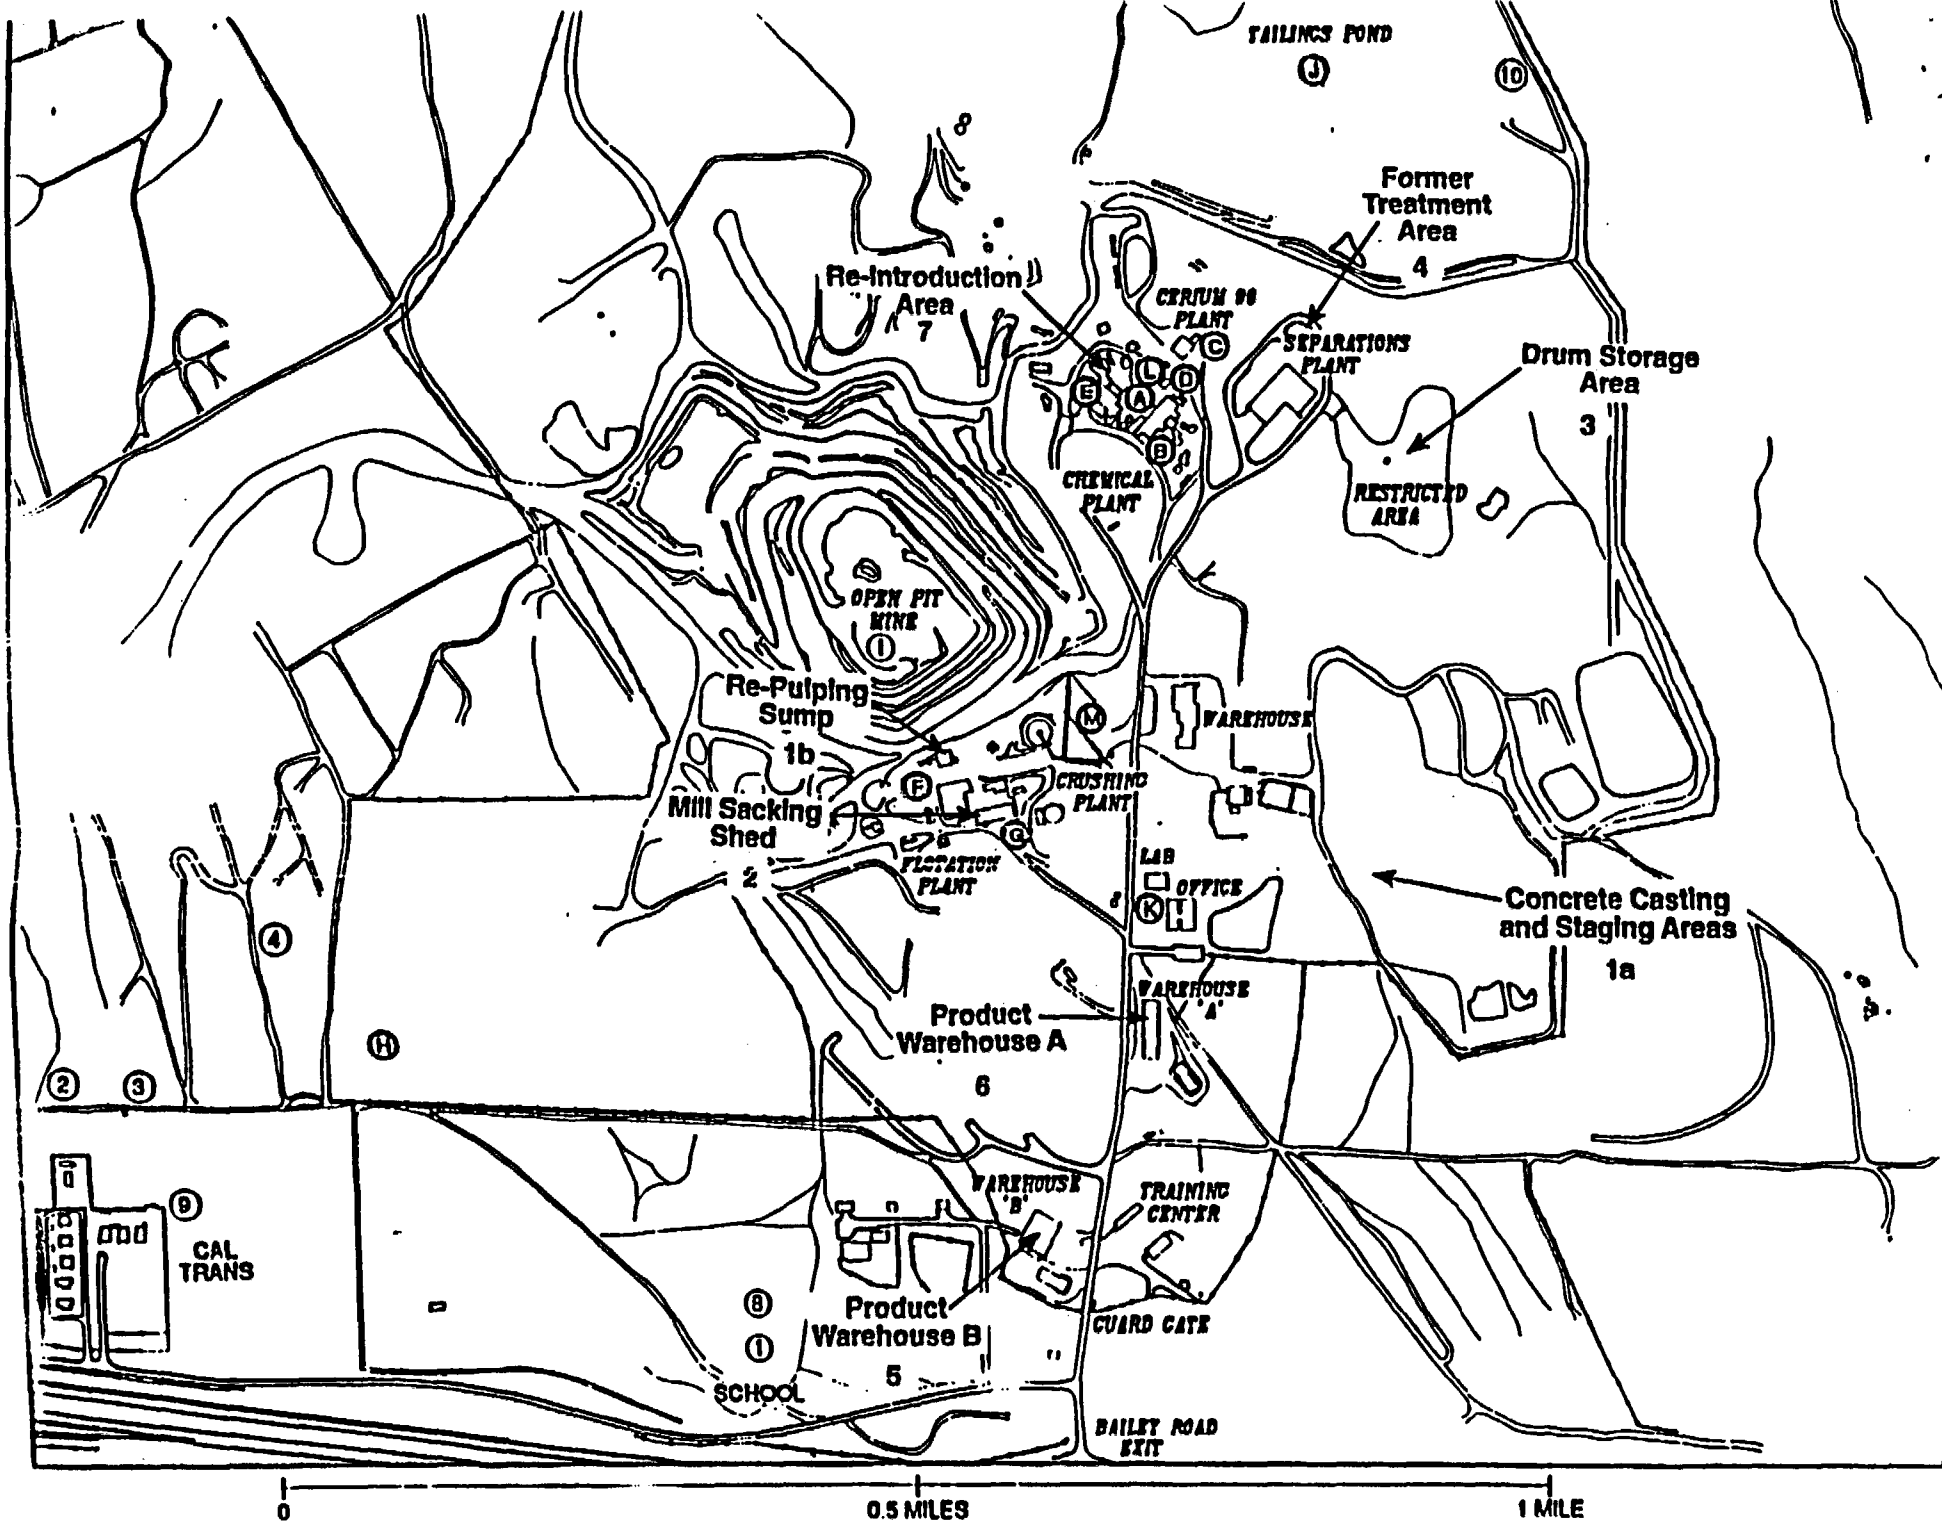 TAILINGS POND
J
10
Former
Treatment
Area
4
Re-Introduction
Area
7
CERIUM 96
PLANT
C
SEPARATIONS
PLANT
Drum Storage
Area
3
L
D
E
A
B
CHEMICAL
PLANT
RESTRICTED
AREA
OPEN PIT
MINE
I
Re-Pulping
Sump
1b
M
WAREHOUSE
F
CRUSHING
PLANT
Mill Sacking
Shed
2
G
FLOTATION
PLANT
LAB
OFFICE
K
Concrete Casting
and Staging Areas
1a
4
WAREHOUSE
'A'
Product
Warehouse A
6
H
2
3
WAREHOUSE
'B'
TRAINING
CENTER
9
CAL
TRANS
8
1
Product
Warehouse B
5
GUARD GATE
SCHOOL
BAILEY ROAD
EXIT
0
0.5 MILES
1 MILE